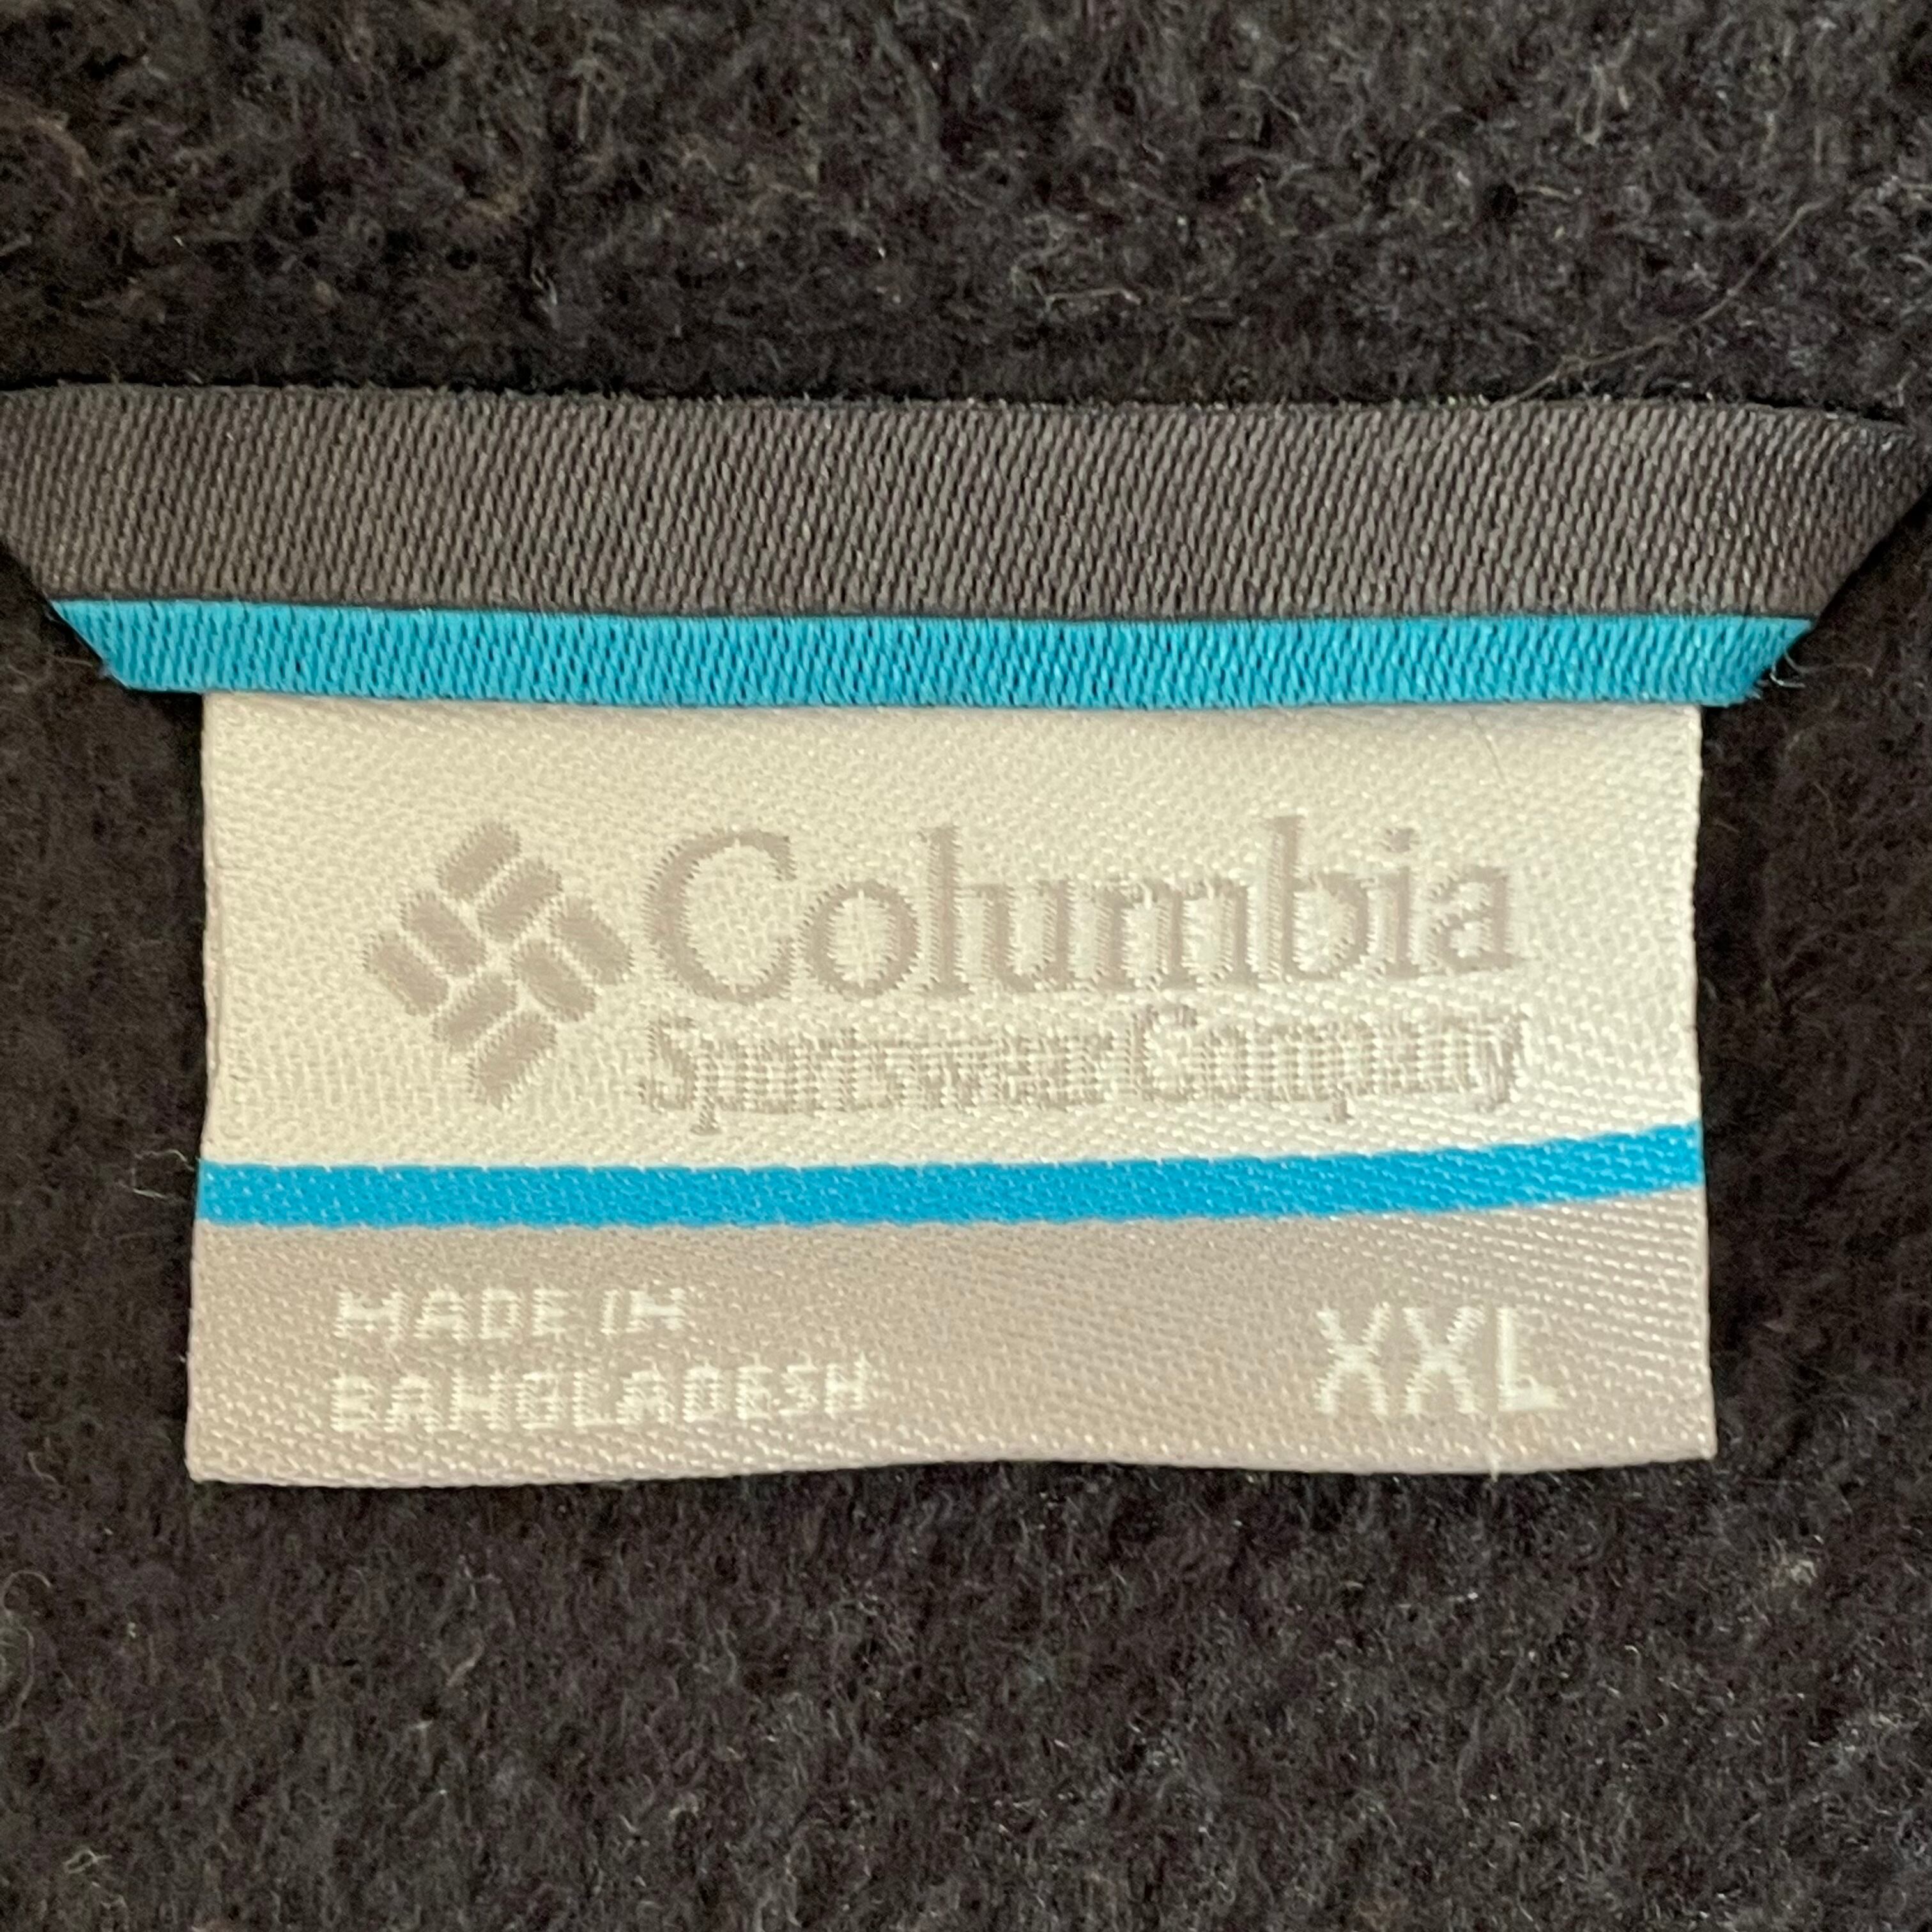 Columbia
Sportswear Company
MADE IN
BANGLADESH
XXL